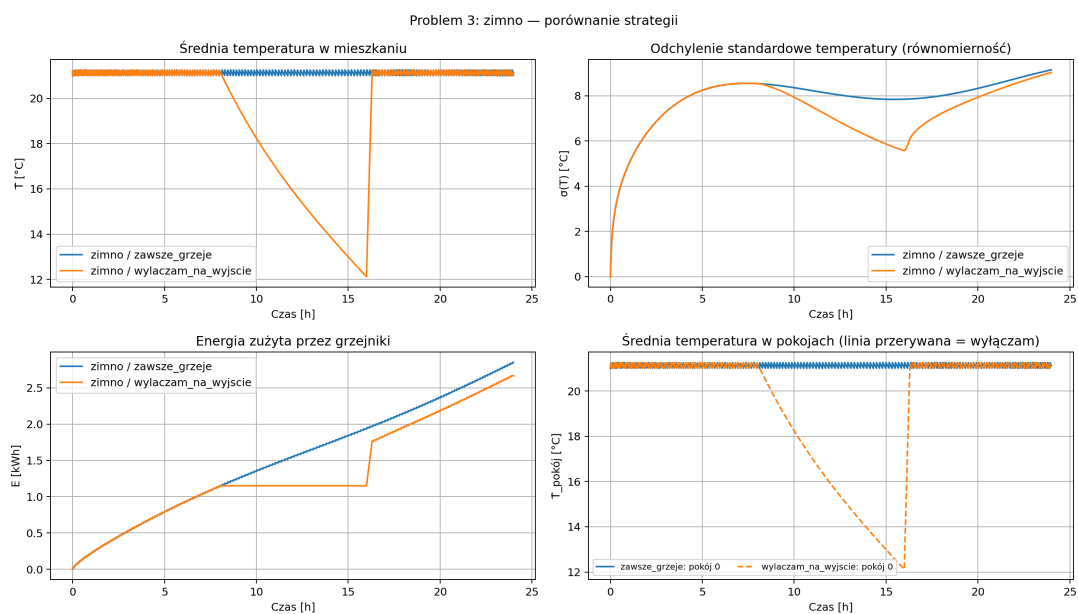 Problem 3: zimno — porównanie strategii
Średnia temperatura w mieszkaniu
T [°C]
20
18
16
14
12
zimno / zawsze_grzeje
zimno / wylaczam_na_wyjscie
0 5 10 15 20 25
Czas [h]
Odchylenie standardowe temperatury (równomierność)
σ(T) [°C]
8
6
4
2
0
zimno / zawsze_grzeje
zimno / wylaczam_na_wyjscie
0 5 10 15 20 25
Czas [h]
Energia zużyta przez grzejniki
E [kWh]
zimno / zawsze_grzeje
zimno / wylaczam_na_wyjscie
2.5
2.0
1.5
1.0
0.5
0.0
0 5 10 15 20 25
Czas [h]
Średnia temperatura w pokojach (linia przerywana = wyłączam)
T_pokój [°C]
20
18
16
14
12
zawsze_grzeje: pokój 0 wylaczam_na_wyjscie: pokój 0
0 5 10 15 20 25
Czas [h]